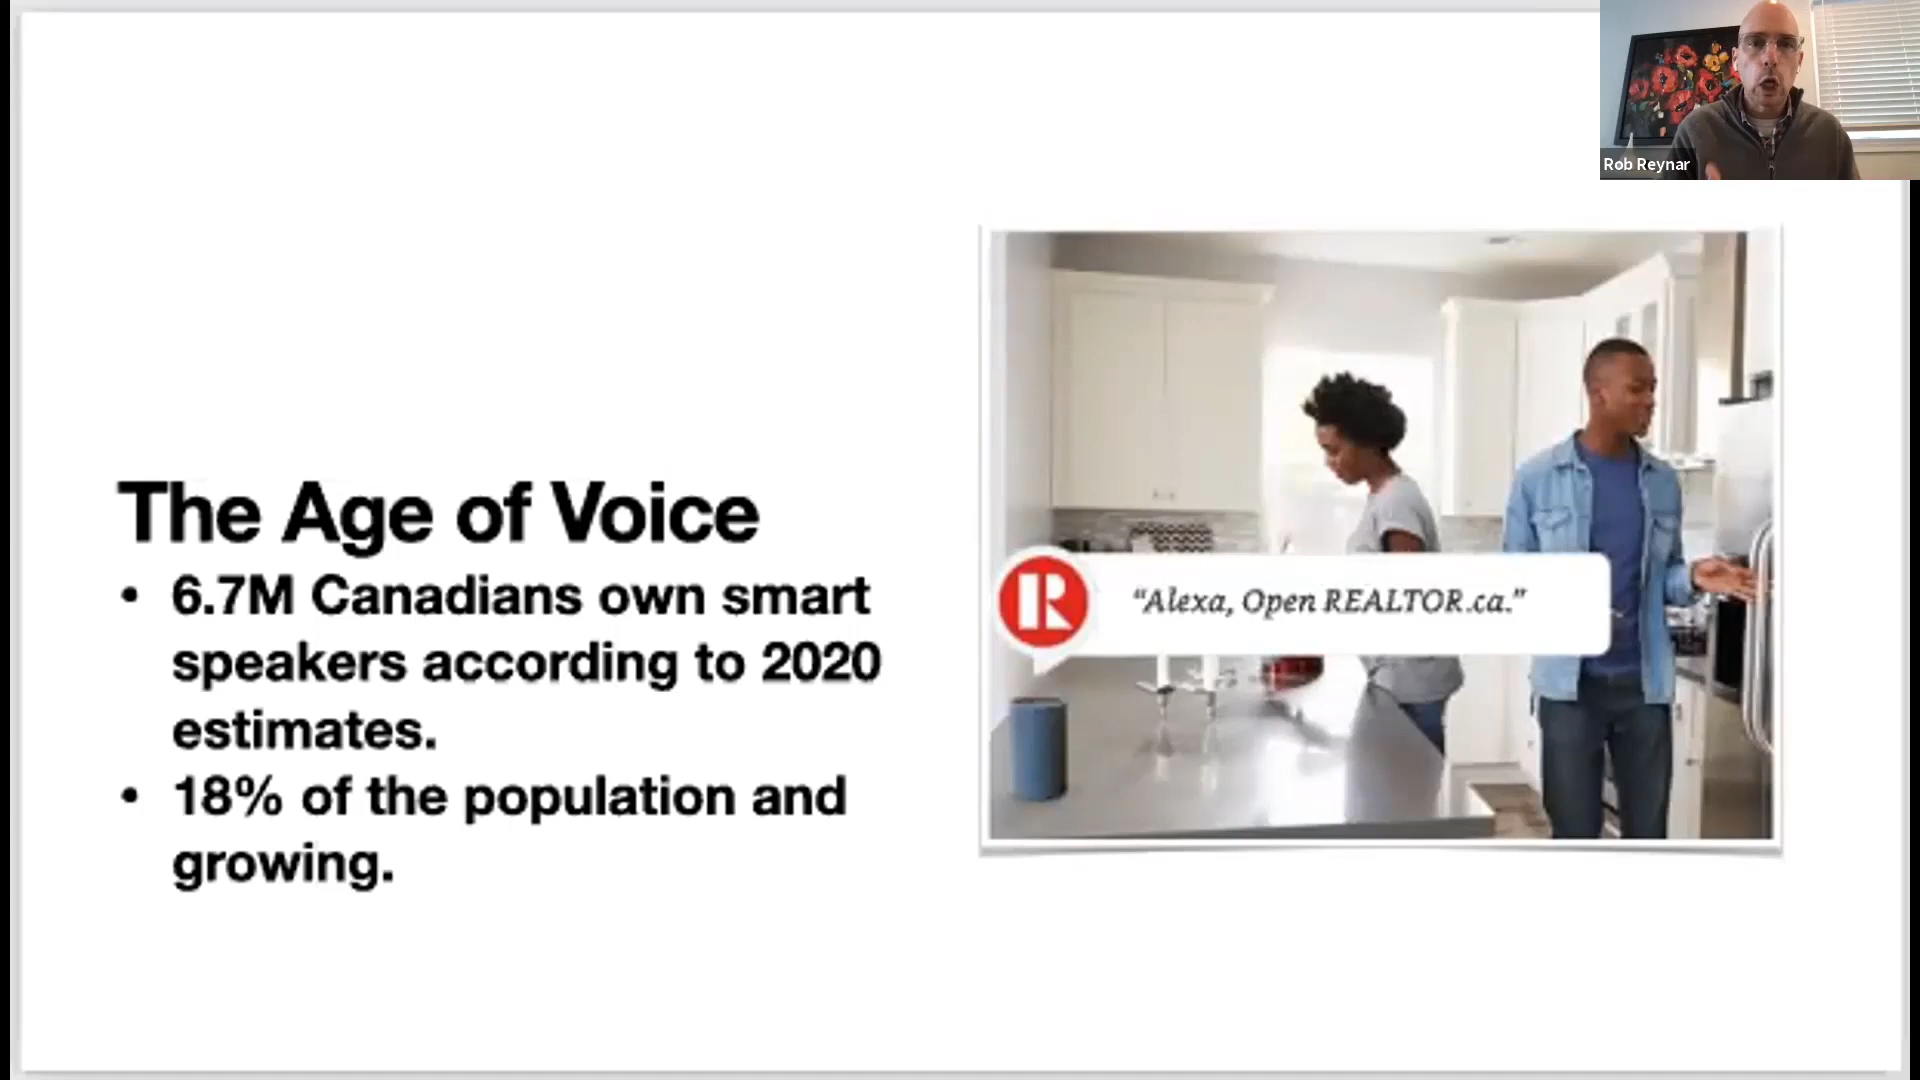 Rob Reynar
The Age of Voice
• 6.7M Canadians own smart
speakers according to 2020
estimates.
• 18% of the population and
growing.
R
“Alexa, Open REALTOR.ca.”